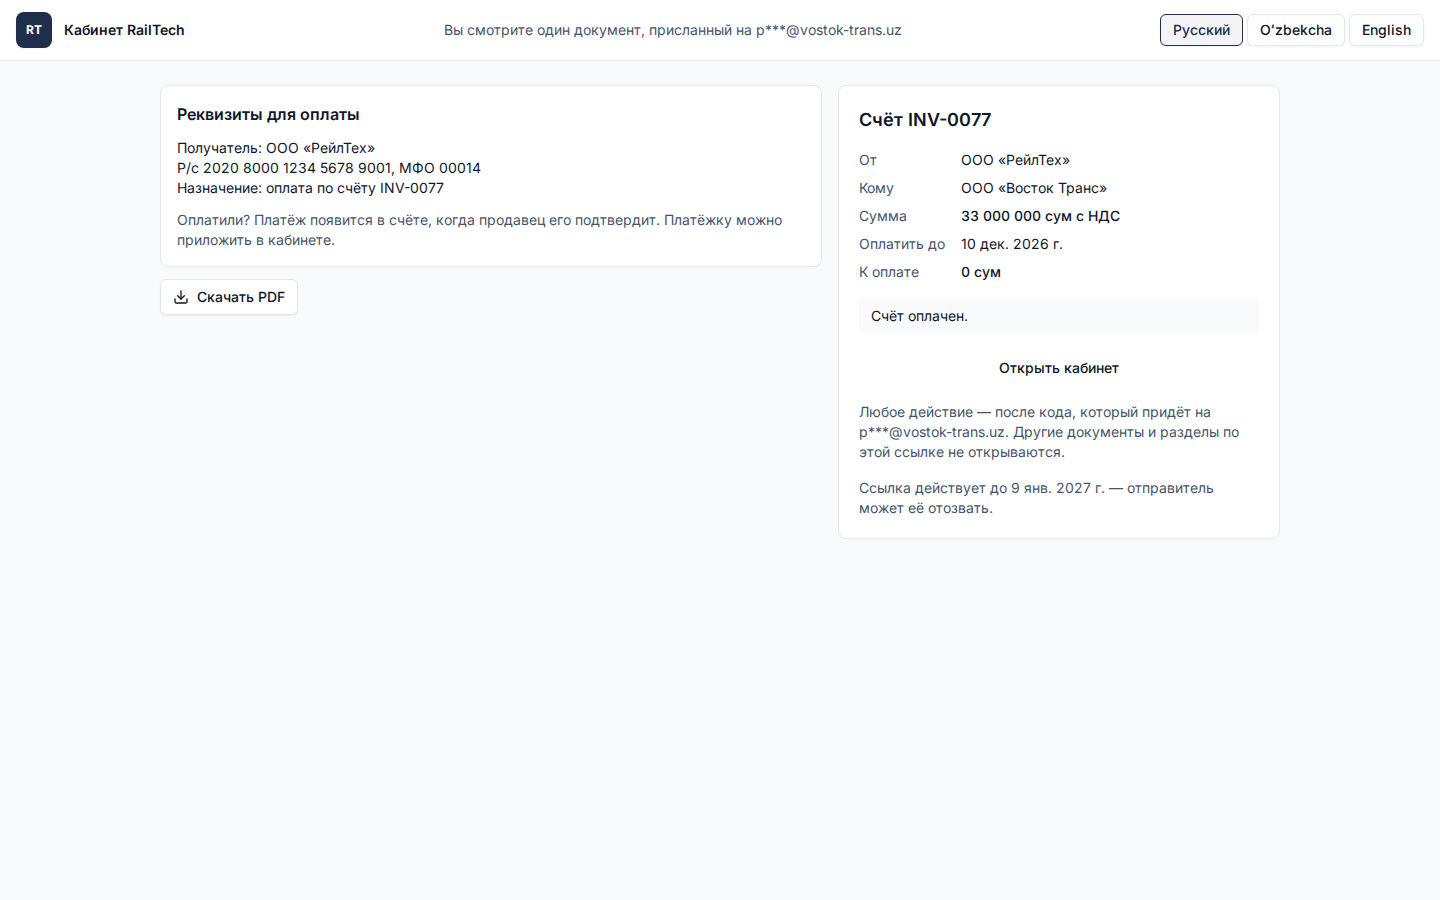 RT
Кабинет RailTech
Вы смотрите один документ, присланный на p***@vostok-trans.uz
Русский
Oʻzbekcha
English
Реквизиты для оплаты
Получатель: ООО «РейлТех»
Р/с 2020 8000 1234 5678 9001, МФО 00014
Назначение: оплата по счёту INV-0077
Оплатили? Платёж появится в счёте, когда продавец его подтвердит. Платёжку можно
приложить в кабинете.
Скачать PDF
Счёт INV-0077
От ООО «РейлТех»
Кому ООО «Восток Транс»
Сумма 33 000 000 сум с НДС
Оплатить до 10 дек. 2026 г.
К оплате 0 сум
Счёт оплачен.
Открыть кабинет
Любое действие — после кода, который придёт на
p***@vostok-trans.uz. Другие документы и разделы по
этой ссылке не открываются.
Ссылка действует до 9 янв. 2027 г. — отправитель
может её отозвать.